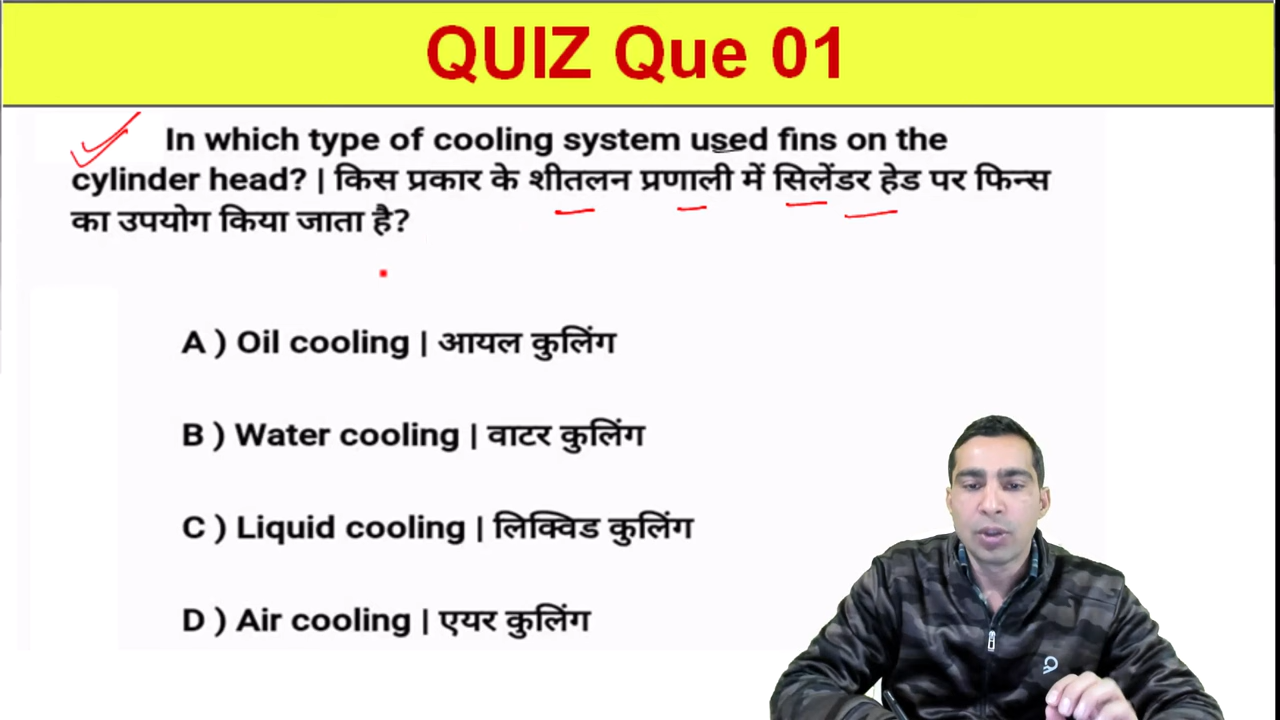 QUIZ Que 01
In which type of cooling system used fins on the
cylinder head? | किस प्रकार के शीतलन प्रणाली में सिलेंडर हेड पर फिन्स
का उपयोग किया जाता है?
A ) Oil cooling | आयल कुलिंग
B ) Water cooling | वाटर कुलिंग
C ) Liquid cooling | लिक्विड कुलिंग
D ) Air cooling | एयर कुलिंग